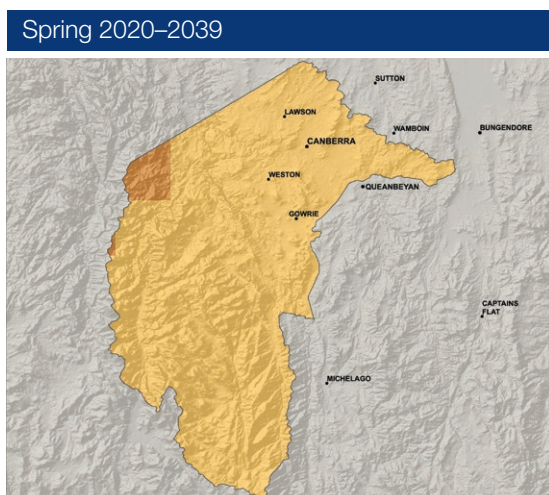 Spring 2020–2039
SUTTON
LAWSON
WAMBOIN
BUNGENDORE
CANBERRA
WESTON
QUEANBEYAN
GOWRIE
CAPTAINS
FLAT
MICHELAGO